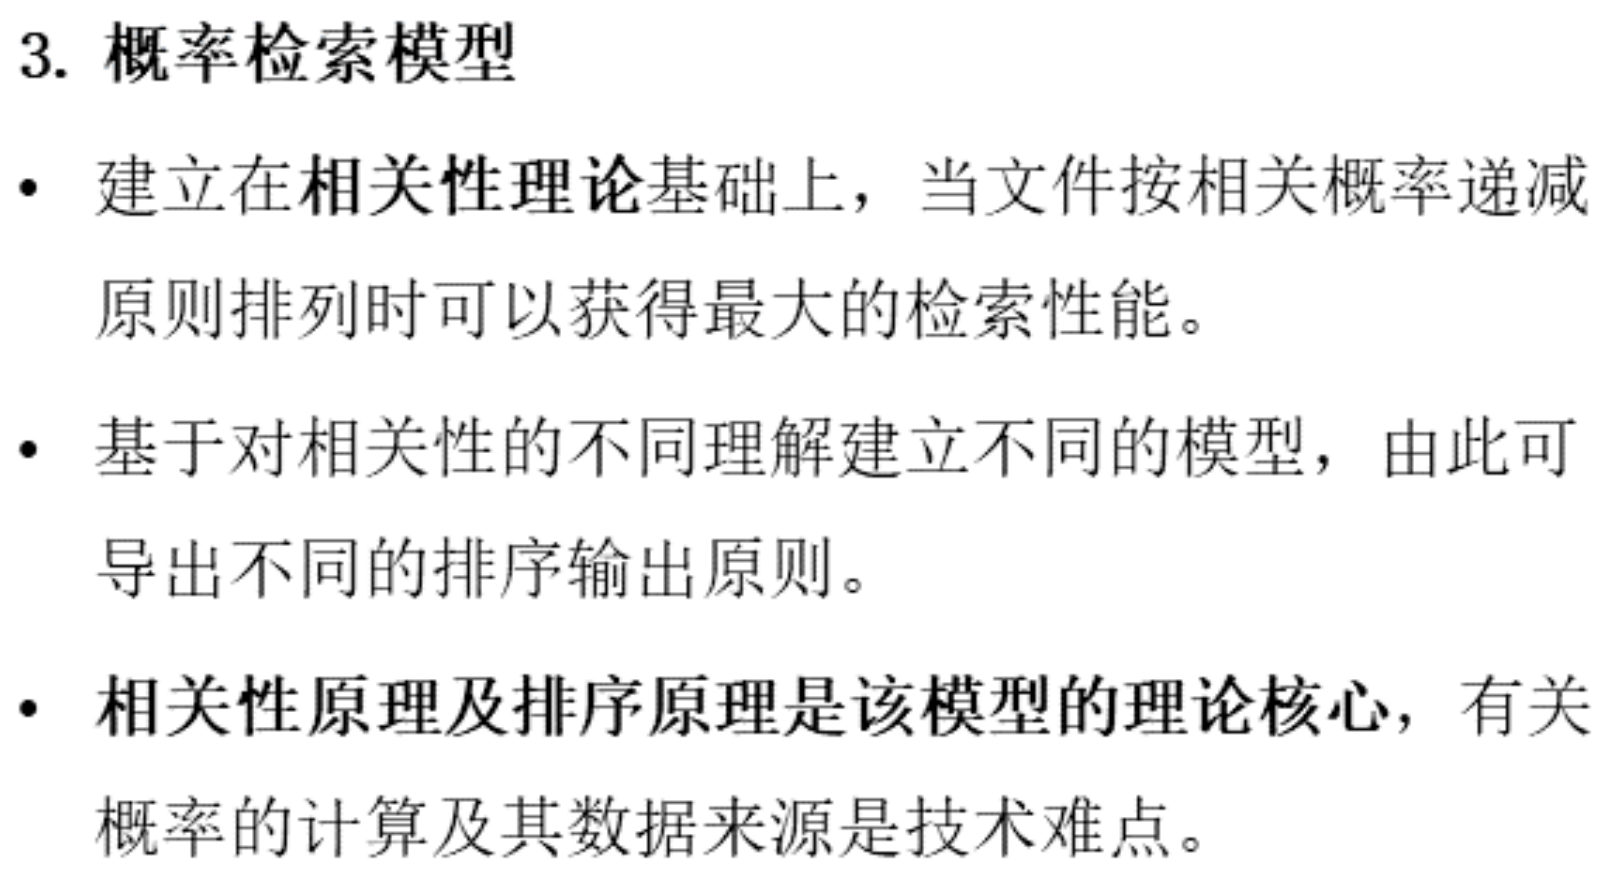 3. 概率检索模型
• 建立在相关性理论基础上，当文件按相关概率递减
原则排列时可以获得最大的检索性能。
• 基于对相关性的不同理解建立不同的模型，由此可
导出不同的排序输出原则。
• 相关性原理及排序原理是该模型的理论核心，有关
概率的计算及其数据来源是技术难点。